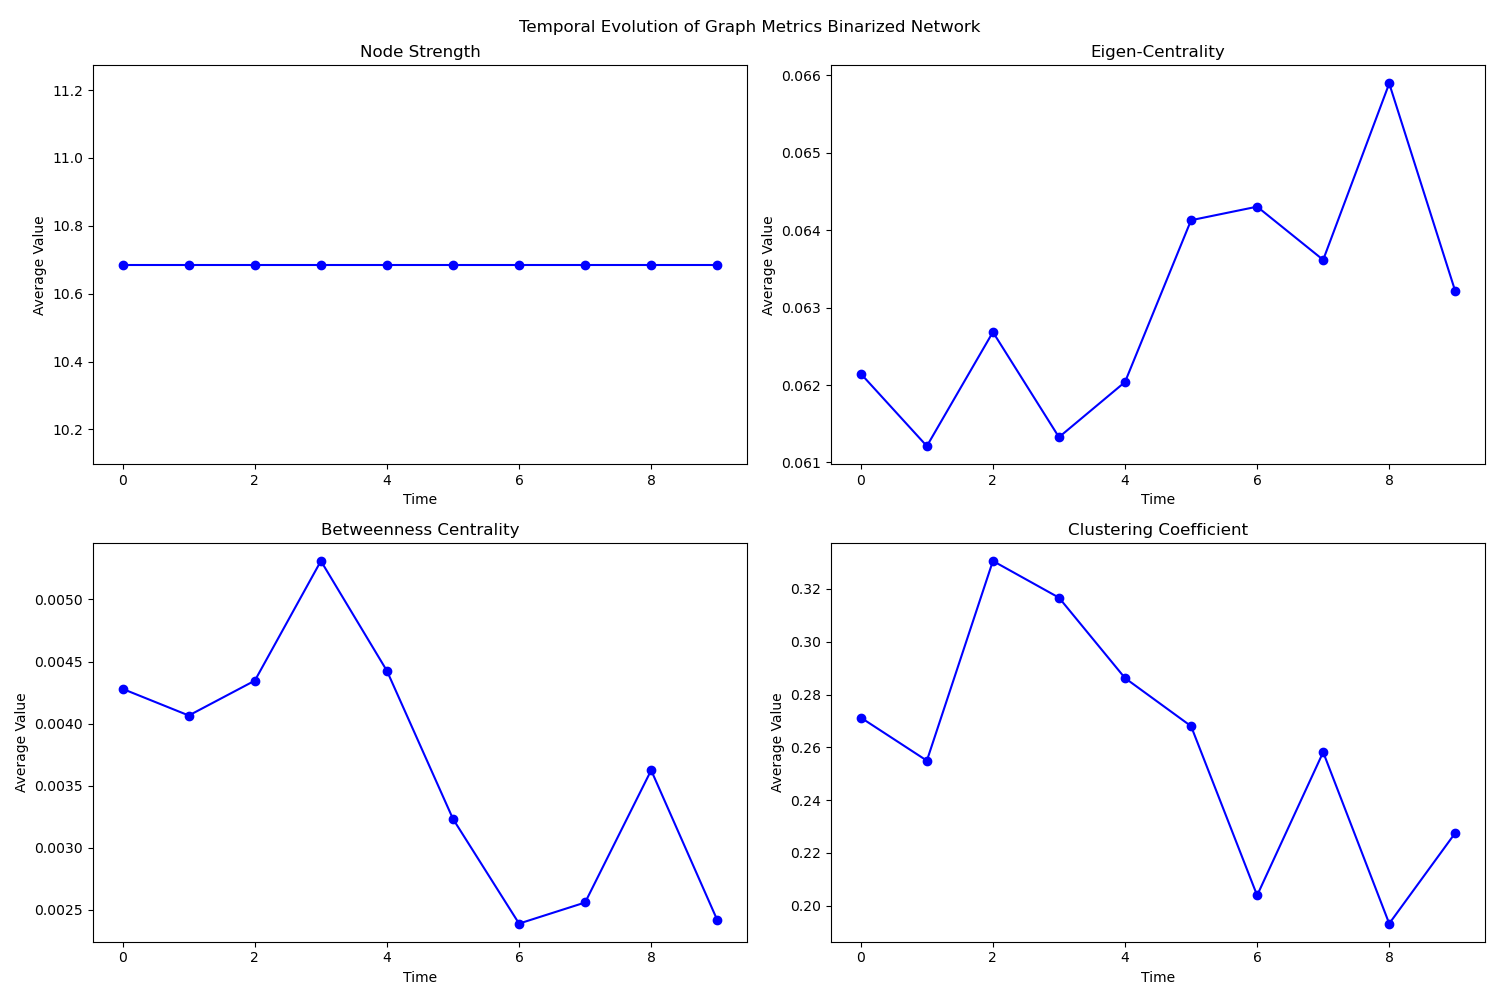 Temporal Evolution of Graph Metrics Binarized Network
Node Strength
11.2
11.0
10.8
10.6
10.4
10.2
Average Value
0 2 4 6 8
Time
Eigen-Centrality
0.066
0.065
0.064
0.063
0.062
0.061
Average Value
0 2 4 6 8
Time
Betweenness Centrality
0.0050
0.0045
0.0040
0.0035
0.0030
0.0025
Average Value
0 2 4 6 8
Time
Clustering Coefficient
0.32
0.30
0.28
0.26
0.24
0.22
0.20
Average Value
0 2 4 6 8
Time